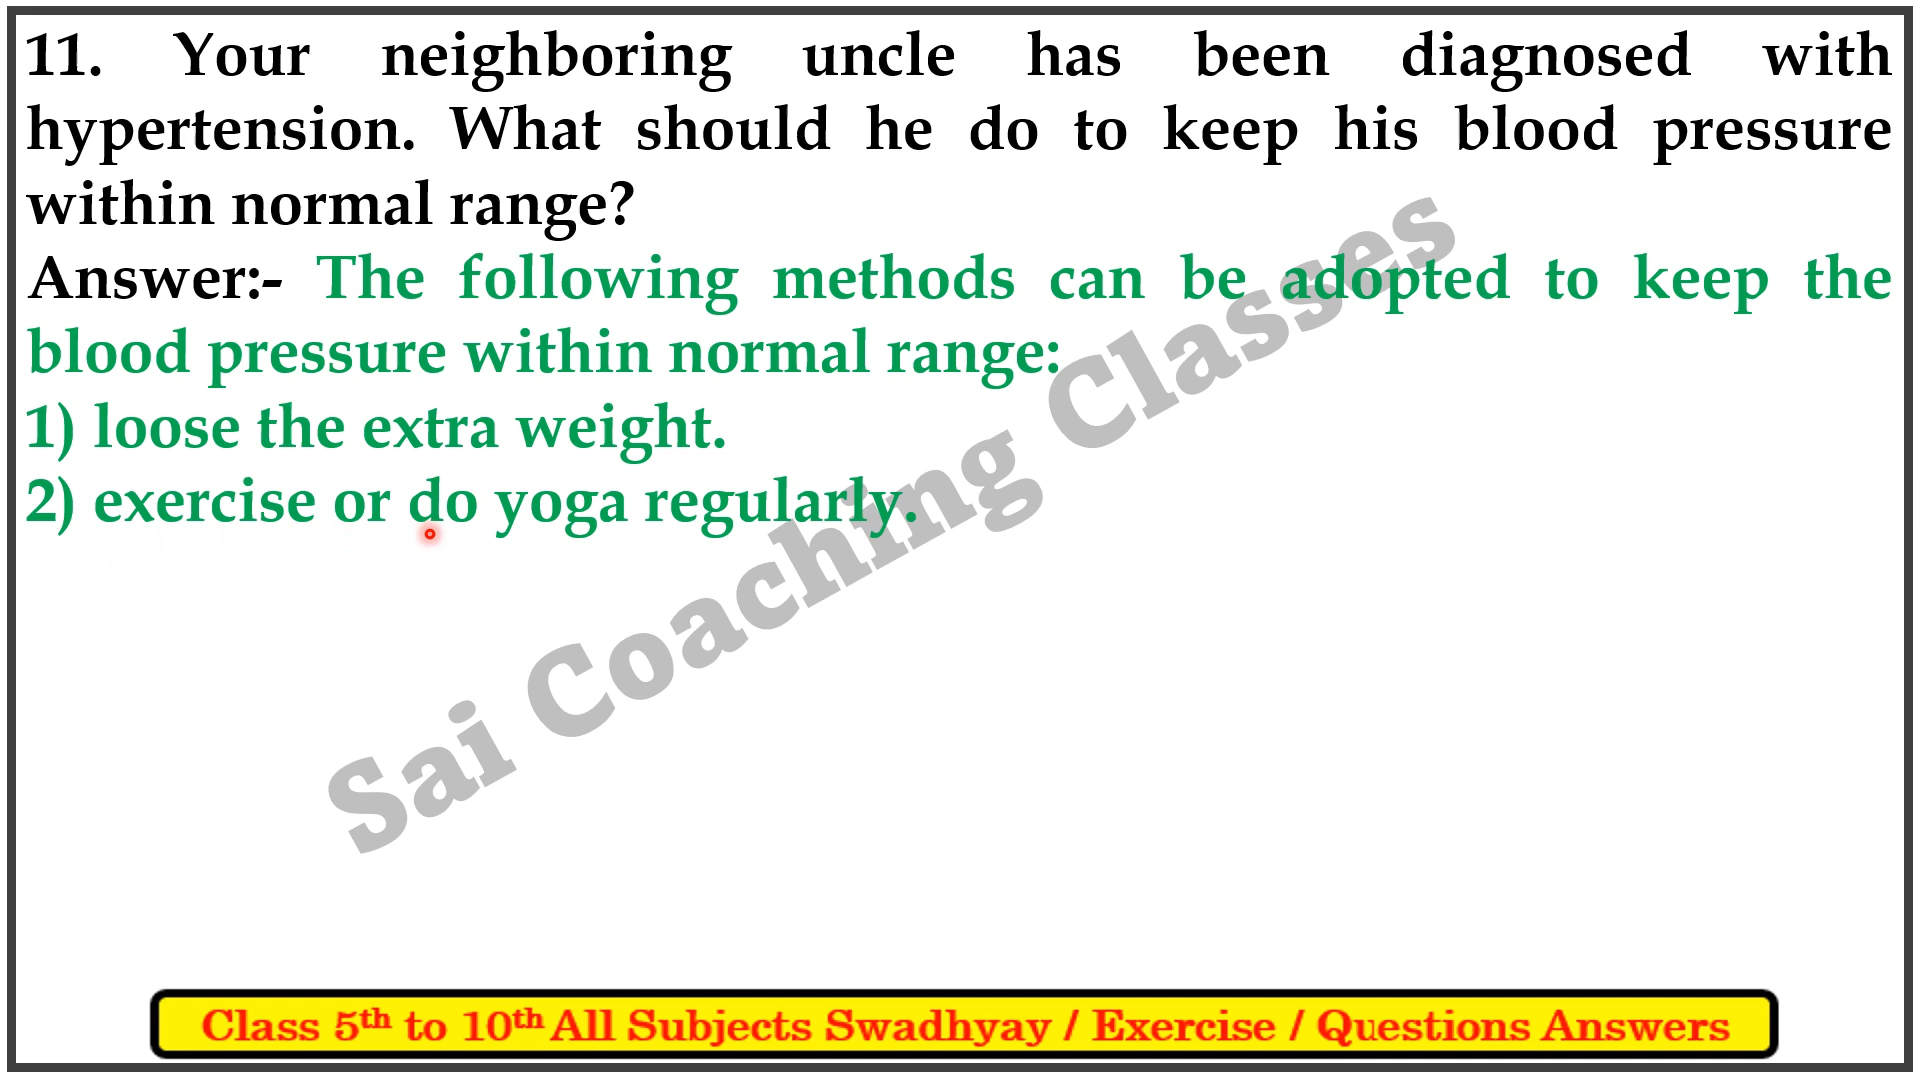 11. Your neighboring uncle has been diagnosed with
hypertension. What should he do to keep his blood pressure
within normal range?
Answer:- The following methods can be adopted to keep the
blood pressure within normal range:
1) loose the extra weight.
2) exercise or do yoga regularly.
Sai Coaching Classes
Class 5th to 10th All Subjects Swadhyay / Exercise / Questions Answers